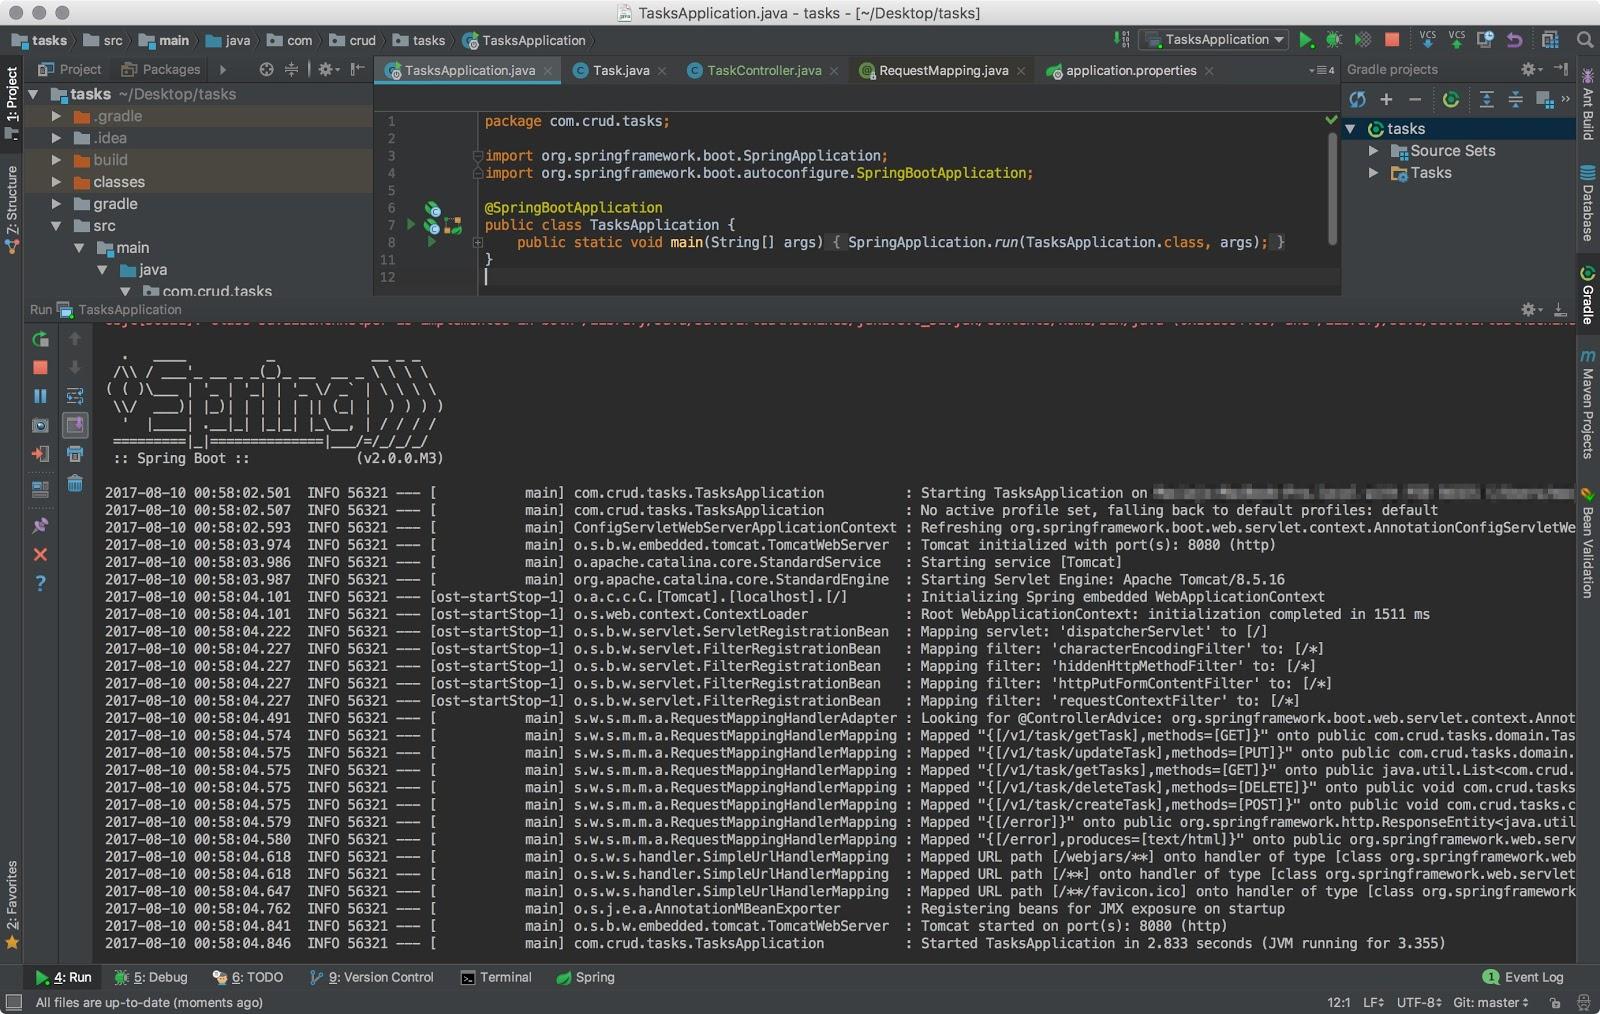 TasksApplication.java - tasks - [~/Desktop/tasks]
tasks src main java com crud tasks TasksApplication
TasksApplication
VCS VCS
1: Project
Z: Structure
2: Favorites
Project Packages
tasks ~/Desktop/tasks
.gradle
.idea
build
classes
gradle
src
main
java
com.crud.tasks
TasksApplication.java Task.java TaskController.java RequestMapping.java application.properties
4
1 package com.crud.tasks;
2
3 import org.springframework.boot.SpringApplication;
4 import org.springframework.boot.autoconfigure.SpringBootApplication;
5
6 @SpringBootApplication
7 public class TasksApplication {
8 public static void main(String[] args) { SpringApplication.run(TasksApplication.class, args); }
11 }
12
Gradle projects
tasks
Source Sets
Tasks
Ant Build
Database
Gradle
Maven Projects
Bean Validation
Run TasksApplication
:: Spring Boot :: (v2.0.0.M3)
2017-08-10 00:58:02.501 INFO 56321 --- [ main] com.crud.tasks.TasksApplication : Starting TasksApplication on
2017-08-10 00:58:02.507 INFO 56321 --- [ main] com.crud.tasks.TasksApplication : No active profile set, falling back to default profiles: default
2017-08-10 00:58:02.593 INFO 56321 --- [ main] ConfigServletWebServerApplicationContext : Refreshing org.springframework.boot.web.servlet.context.AnnotationConfigServletWe
2017-08-10 00:58:03.974 INFO 56321 --- [ main] o.s.b.w.embedded.tomcat.TomcatWebServer : Tomcat initialized with port(s): 8080 (http)
2017-08-10 00:58:03.986 INFO 56321 --- [ main] o.apache.catalina.core.StandardService : Starting service [Tomcat]
2017-08-10 00:58:03.987 INFO 56321 --- [ main] org.apache.catalina.core.StandardEngine : Starting Servlet Engine: Apache Tomcat/8.5.16
2017-08-10 00:58:04.101 INFO 56321 --- [ost-startStop-1] o.a.c.c.C.[Tomcat].[localhost].[/] : Initializing Spring embedded WebApplicationContext
2017-08-10 00:58:04.101 INFO 56321 --- [ost-startStop-1] o.s.web.context.ContextLoader : Root WebApplicationContext: initialization completed in 1511 ms
2017-08-10 00:58:04.222 INFO 56321 --- [ost-startStop-1] o.s.b.w.servlet.ServletRegistrationBean : Mapping servlet: 'dispatcherServlet' to [/]
2017-08-10 00:58:04.227 INFO 56321 --- [ost-startStop-1] o.s.b.w.servlet.FilterRegistrationBean : Mapping filter: 'characterEncodingFilter' to: [/*]
2017-08-10 00:58:04.227 INFO 56321 --- [ost-startStop-1] o.s.b.w.servlet.FilterRegistrationBean : Mapping filter: 'hiddenHttpMethodFilter' to: [/*]
2017-08-10 00:58:04.227 INFO 56321 --- [ost-startStop-1] o.s.b.w.servlet.FilterRegistrationBean : Mapping filter: 'httpPutFormContentFilter' to: [/*]
2017-08-10 00:58:04.227 INFO 56321 --- [ost-startStop-1] o.s.b.w.servlet.FilterRegistrationBean : Mapping filter: 'requestContextFilter' to: [/*]
2017-08-10 00:58:04.491 INFO 56321 --- [ main] s.w.s.m.m.a.RequestMappingHandlerAdapter : Looking for @ControllerAdvice: org.springframework.boot.web.servlet.context.Annot
2017-08-10 00:58:04.574 INFO 56321 --- [ main] s.w.s.m.m.a.RequestMappingHandlerMapping : Mapped "{[/v1/task/getTask],methods=[GET]}" onto public com.crud.tasks.domain.Tas
2017-08-10 00:58:04.575 INFO 56321 --- [ main] s.w.s.m.m.a.RequestMappingHandlerMapping : Mapped "{[/v1/task/updateTask],methods=[PUT]}" onto public com.crud.tasks.domain.
2017-08-10 00:58:04.575 INFO 56321 --- [ main] s.w.s.m.m.a.RequestMappingHandlerMapping : Mapped "{[/v1/task/getTasks],methods=[GET]}" onto public java.util.List<com.crud.
2017-08-10 00:58:04.575 INFO 56321 --- [ main] s.w.s.m.m.a.RequestMappingHandlerMapping : Mapped "{[/v1/task/deleteTask],methods=[DELETE]}" onto public void com.crud.tasks
2017-08-10 00:58:04.575 INFO 56321 --- [ main] s.w.s.m.m.a.RequestMappingHandlerMapping : Mapped "{[/v1/task/createTask],methods=[POST]}" onto public void com.crud.tasks.c
2017-08-10 00:58:04.579 INFO 56321 --- [ main] s.w.s.m.m.a.RequestMappingHandlerMapping : Mapped "{[/error]}" onto public org.springframework.http.ResponseEntity<java.util
2017-08-10 00:58:04.580 INFO 56321 --- [ main] s.w.s.m.m.a.RequestMappingHandlerMapping : Mapped "{[/error],produces=[text/html]}" onto public org.springframework.web.serv
2017-08-10 00:58:04.618 INFO 56321 --- [ main] o.s.w.s.handler.SimpleUrlHandlerMapping : Mapped URL path [/webjars/**] onto handler of type [class org.springframework.web
2017-08-10 00:58:04.618 INFO 56321 --- [ main] o.s.w.s.handler.SimpleUrlHandlerMapping : Mapped URL path [/**] onto handler of type [class org.springframework.web.servlet
2017-08-10 00:58:04.647 INFO 56321 --- [ main] o.s.w.s.handler.SimpleUrlHandlerMapping : Mapped URL path [/**/favicon.ico] onto handler of type [class org.springframework
2017-08-10 00:58:04.762 INFO 56321 --- [ main] o.s.j.e.a.AnnotationMBeanExporter : Registering beans for JMX exposure on startup
2017-08-10 00:58:04.841 INFO 56321 --- [ main] o.s.b.w.embedded.tomcat.TomcatWebServer : Tomcat started on port(s): 8080 (http)
2017-08-10 00:58:04.846 INFO 56321 --- [ main] com.crud.tasks.TasksApplication : Started TasksApplication in 2.833 seconds (JVM running for 3.355)
4: Run 5: Debug 6: TODO 9: Version Control Terminal Spring 1 Event Log
All files are up-to-date (moments ago) 12:1 LF UTF-8 Git: master